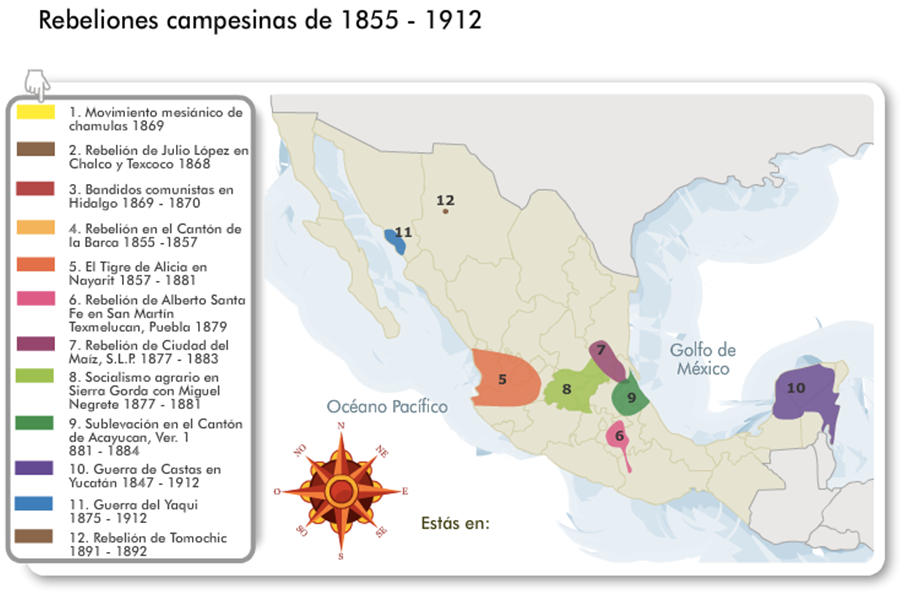 Rebeliones campesinas de 1855 - 1912
1. Movimiento mesiánico de
chamulas 1869
2. Rebelión de Julio López en
Chalco y Texcoco 1868
3. Bandidos comunistas en
Hidalgo 1869 - 1870
4. Rebelión en el Cantón de
la Barca 1855 -1857
5. El Tigre de Alicia en
Nayarit 1857 - 1881
6. Rebelión de Alberto Santa
Fe en San Martín
Texmelucan, Puebla 1879
7. Rebelión de Ciudad del
Maíz, S.L.P. 1877 - 1883
8. Socialismo agrario en
Sierra Gorda con Miguel
Negrete 1877 - 1881
9. Sublevación en el Cantón
de Acayucan, Ver. 1
881 - 1884
10. Guerra de Castas en
Yucatán 1847 - 1912
11. Guerra del Yaqui
1875 - 1912
12. Rebelión de Tomochic
1891 - 1892
12
11
7
Golfo de
México
5
8
9
10
Océano Pacífico
6
N
NO
NE
O
E
SO
SE
S
Estás en: